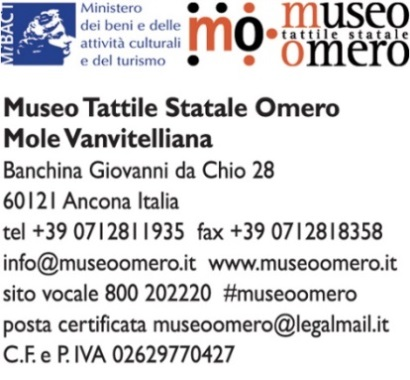 MiBACT
Ministero
dei beni e delle
attività culturali
e del turismo
mo
museo
tattile statale
omero
Museo Tattile Statale Omero
Mole Vanvitelliana
Banchina Giovanni da Chio 28
60121 Ancona Italia
tel +39 0712811935 fax +39 0712818358
info@museoomero.it www.museoomero.it
sito vocale 800 202220 #museoomero
posta certificata museoomero@legalmail.it
C.F. e P. IVA 02629770427